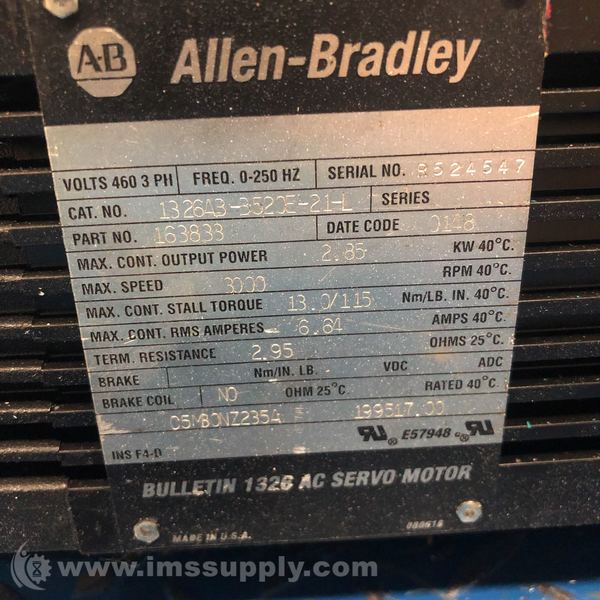 A-B Allen-Bradley
VOLTS 460 3 PH FREQ. 0-250 HZ SERIAL NO. R524547
CAT. NO. 1326AB-B520E-21-L SERIES
PART NO. 163833 DATE CODE 0148
MAX. CONT. OUTPUT POWER 2.85 KW 40°C.
MAX. SPEED 3000 RPM 40°C.
MAX. CONT. STALL TORQUE 13.0/115 Nm/LB. IN. 40°C.
MAX. CONT. RMS AMPERES 6.84 AMPS 40°C.
TERM. RESISTANCE 2.95 OHMS 25°C.
BRAKE Nm/IN. LB. VDC ADC
BRAKE COIL NO OHM 25°C RATED 40°C.
199517.00
INS F4-D E57948
BULLETIN 1326 AC SERVO MOTOR
MADE IN U.S.A.
www.imssupply.com